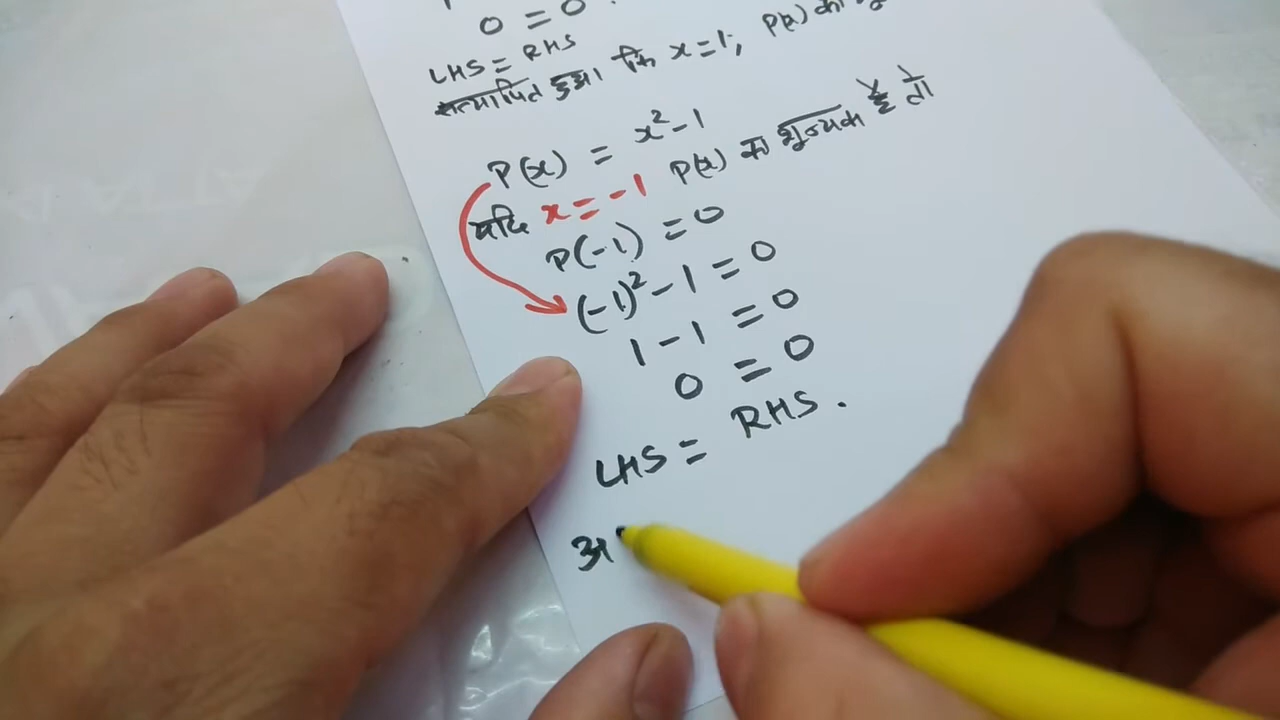 0 = 0.
LHS = RHS
सत्यापित हुआ कि x = 1, P(x) का
P(x) = x² - 1
यदि x = -1 P(x) का शून्यक है तो
P(-1) = 0
(-1)² - 1 = 0
1 - 1 = 0
0 = 0
LHS = RHS.
अ